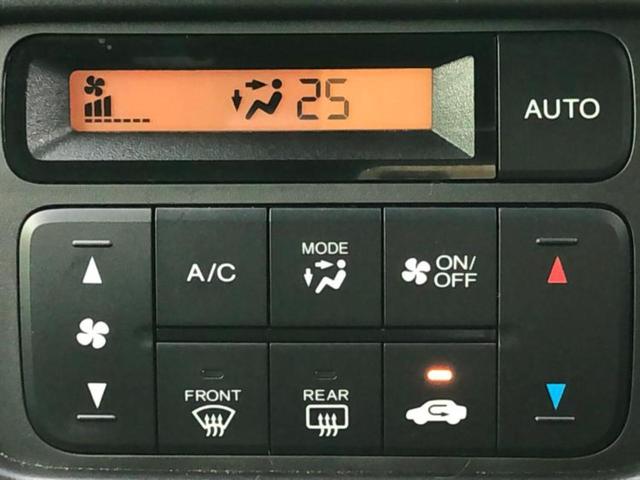 25
AUTO
A/C
MODE
ON/
OFF
FRONT
REAR